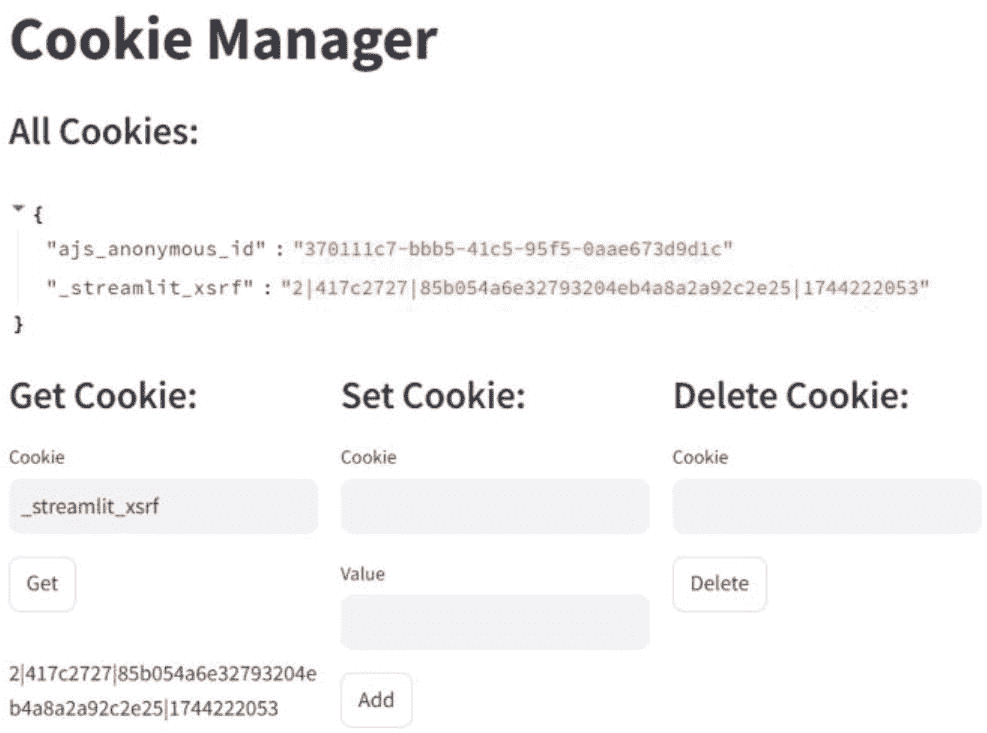 Cookie Manager
All Cookies:
{
"ajs_anonymous_id" : "370111c7-bbb5-41c5-95f5-0aae673d9d1c"
"_streamlit_xsrf" : "2|417c2727|85b054a6e32793204eb4a8a2a92c2e25|1744222053"
}
Get Cookie:
Cookie
_streamlit_xsrf
Get
2|417c2727|85b054a6e32793204e
b4a8a2a92c2e25|1744222053
Set Cookie:
Cookie
Value
Add
Delete Cookie:
Cookie
Delete